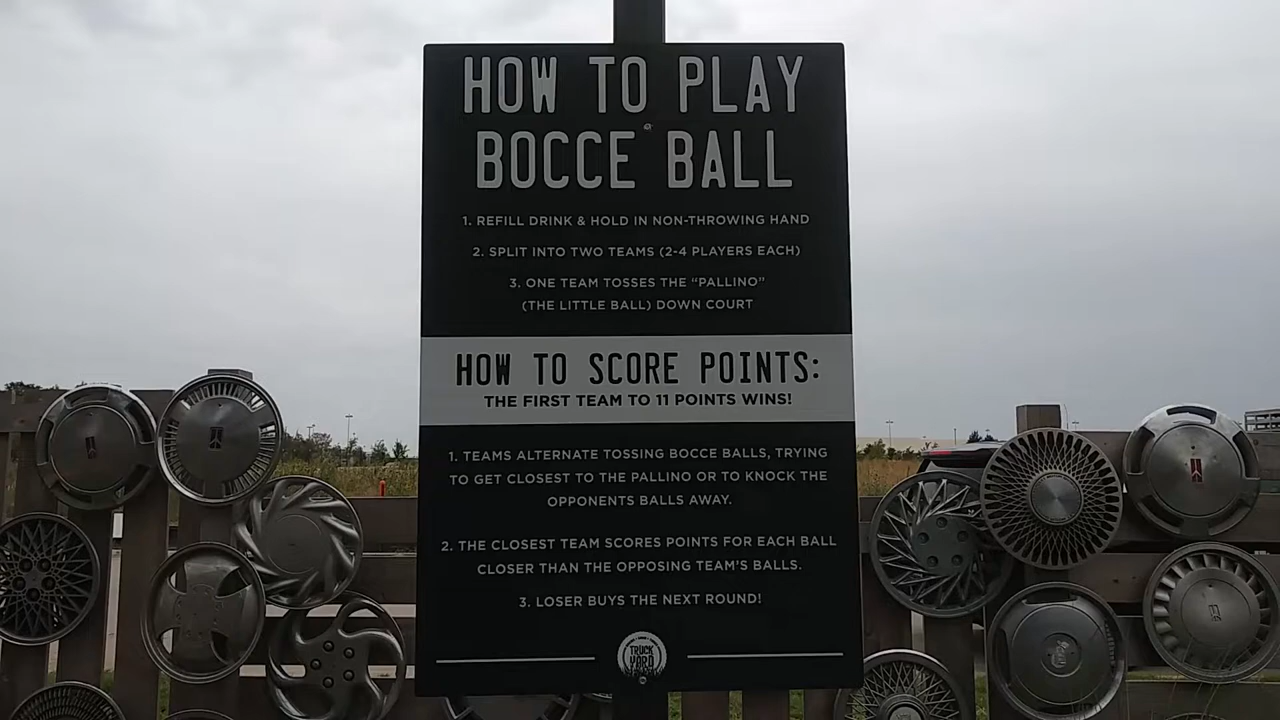 HOW TO PLAY
BOCCE BALL
1. REFILL DRINK & HOLD IN NON-THROWING HAND
2. SPLIT INTO TWO TEAMS (2-4 PLAYERS EACH)
3. ONE TEAM TOSSES THE “PALLINO”
(THE LITTLE BALL) DOWN COURT
HOW TO SCORE POINTS:
THE FIRST TEAM TO 11 POINTS WINS!
1. TEAMS ALTERNATE TOSSING BOCCE BALLS, TRYING
TO GET CLOSEST TO THE PALLINO OR TO KNOCK THE
OPPONENTS BALLS AWAY.
2. THE CLOSEST TEAM SCORES POINTS FOR EACH BALL
CLOSER THAN THE OPPOSING TEAM’S BALLS.
3. LOSER BUYS THE NEXT ROUND!
TRUCK
YARD